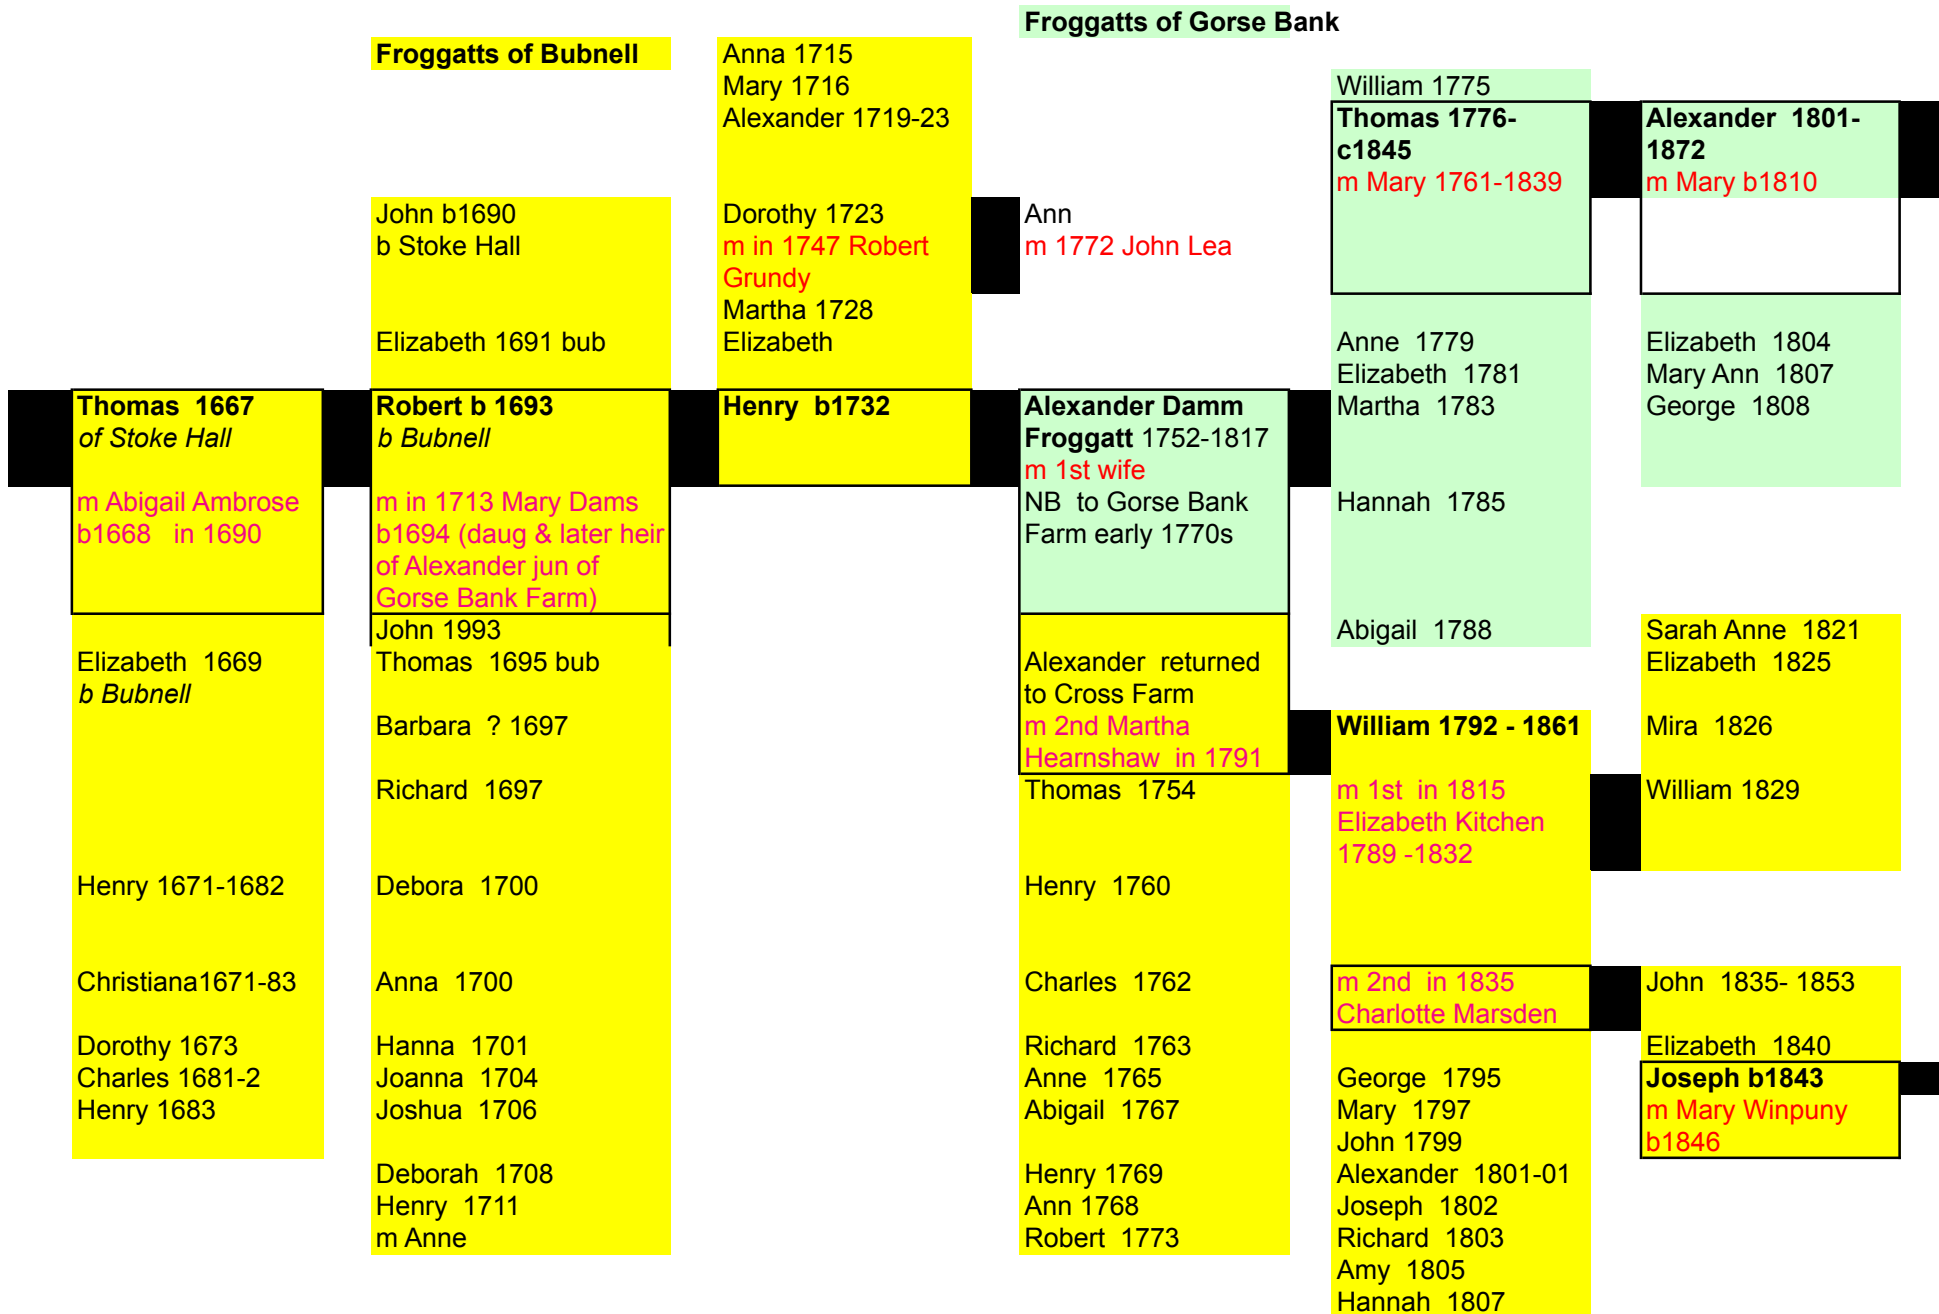 Froggatts of Gorse Bank
Froggatts of Bubnell
Thomas 1667
of Stoke Hall
m Abigail Ambrose
b1668 in 1690
Elizabeth 1669
b Bubnell
Henry 1671-1682
Christiana1671-83
Dorothy 1673
Charles 1681-2
Henry 1683
John b1690
b Stoke Hall
Elizabeth 1691 bub
Robert b 1693
b Bubnell
m in 1713 Mary Dams
b1694 (daug & later heir
of Alexander jun of
Gorse Bank Farm)
John 1993
Thomas 1695 bub
Barbara ? 1697
Richard 1697
Debora 1700
Anna 1700
Hanna 1701
Joanna 1704
Joshua 1706
Deborah 1708
Henry 1711
m Anne
Anna 1715
Mary 1716
Alexander 1719-23
Dorothy 1723
m in 1747 Robert
Grundy
Martha 1728
Elizabeth
Henry b1732
Ann
m 1772 John Lea
Alexander Damm
Froggatt 1752-1817
m 1st wife
NB to Gorse Bank
Farm early 1770s
Alexander returned
to Cross Farm
m 2nd Martha
Hearnshaw in 1791
Thomas 1754
Henry 1760
Charles 1762
Richard 1763
Anne 1765
Abigail 1767
Henry 1769
Ann 1768
Robert 1773
William 1775
Thomas 1776-
c1845
m Mary 1761-1839
Anne 1779
Elizabeth 1781
Martha 1783
Hannah 1785
Abigail 1788
William 1792 - 1861
m 1st in 1815
Elizabeth Kitchen
1789 -1832
m 2nd in 1835
Charlotte Marsden
George 1795
Mary 1797
John 1799
Alexander 1801-01
Joseph 1802
Richard 1803
Amy 1805
Hannah 1807
Alexander 1801-
1872
m Mary b1810
Elizabeth 1804
Mary Ann 1807
George 1808
Sarah Anne 1821
Elizabeth 1825
Mira 1826
William 1829
John 1835- 1853
Elizabeth 1840
Joseph b1843
m Mary Winpuny
b1846